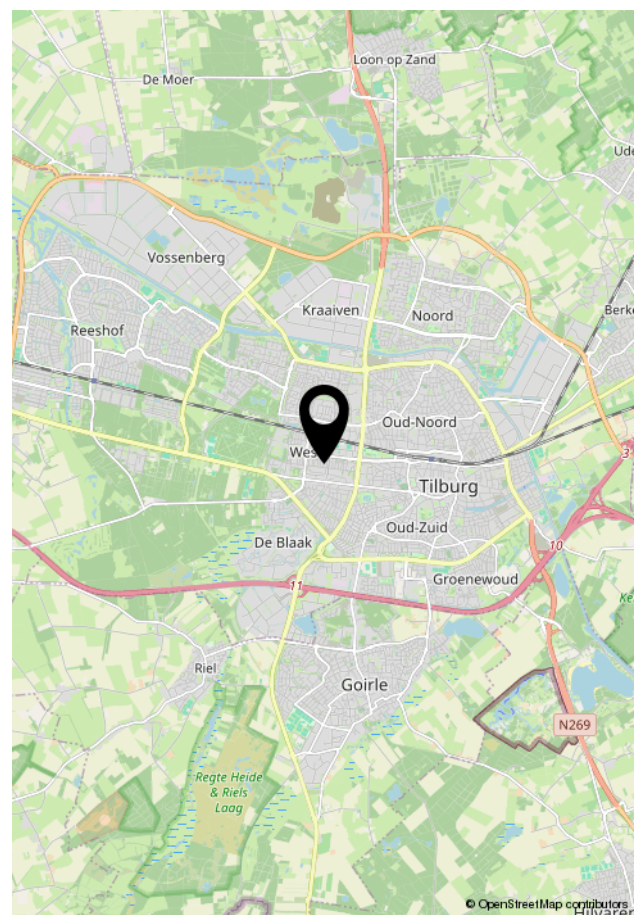 Loon op Zand
De Moer
Ude
Vossenberg
Kraaiven
Noord
Berke
Reeshof
Oud-Noord
Wes
3
Tilburg
Oud-Zuid
De Blaak
10
Groenewoud
11
Ke
Riel
Goirle
N269
Regte Heide
& Riels
Laag
© OpenStreetMap contributors
Hilvaren